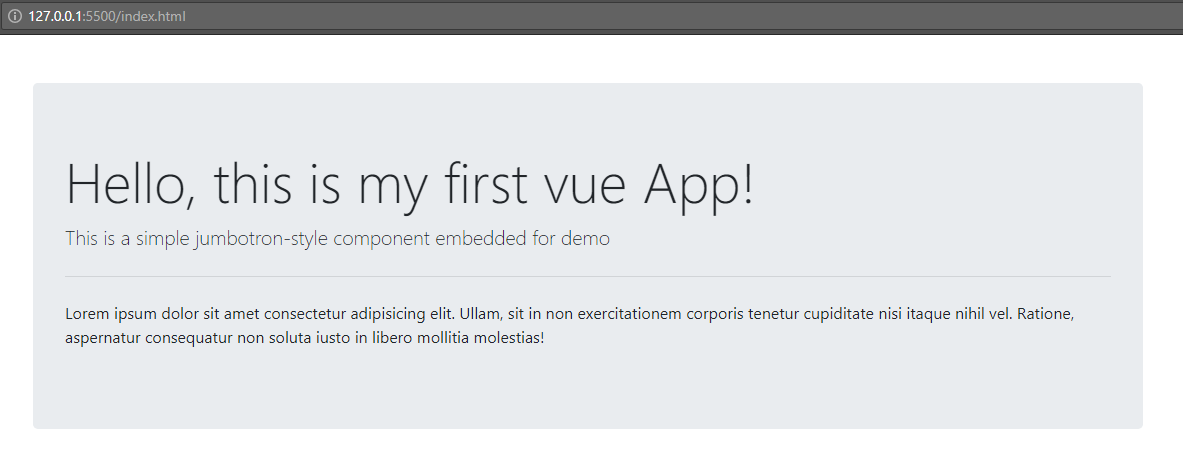 127.0.0.1:5500/index.html
Hello, this is my first vue App!
This is a simple jumbotron-style component embedded for demo
Lorem ipsum dolor sit amet consectetur adipisicing elit. Ullam, sit in non exercitationem corporis tenetur cupiditate nisi itaque nihil vel. Ratione,
aspernatur consequatur non soluta iusto in libero mollitia molestias!